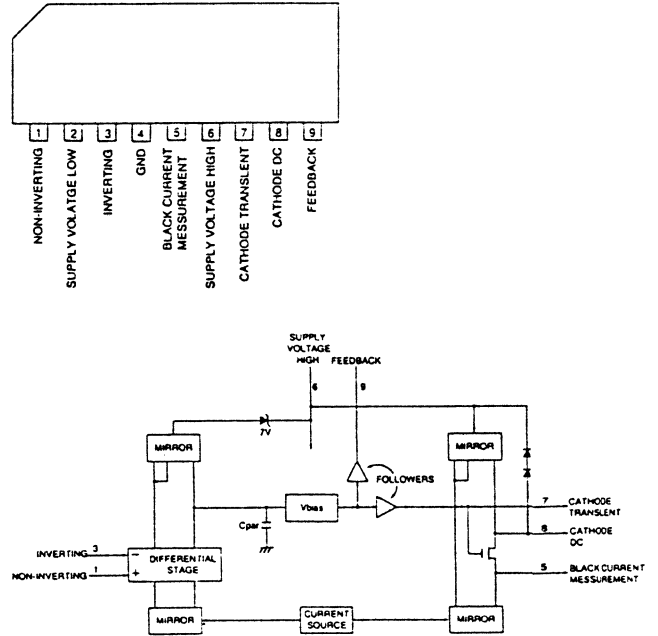 1 2 3 4 5 6 7 8 9
NON-INVERTING
SUPPLY VOLATGE LOW
INVERTING
GND
BLACK CURRENT
MESSUREMENT
SUPPLY VOLTAGE HIGH
CATHODE TRANSLENT
CATHODE DC
FEEDBACK
SUPPLY
VOLTAGE
HIGH
FEEDBACK
6
9
7V
MIRROR
MIRROR
FOLLOWERS
Vbias
Cpar
7 CATHODE
TRANSLENT
8 CATHODE
DC
INVERTING 3
NON-INVERTING 1
-
+
DIFFERENTIAL
STAGE
5 BLACK CURRENT
MESSUREMENT
MIRROR
CURRENT
SOURCE
MIRROR